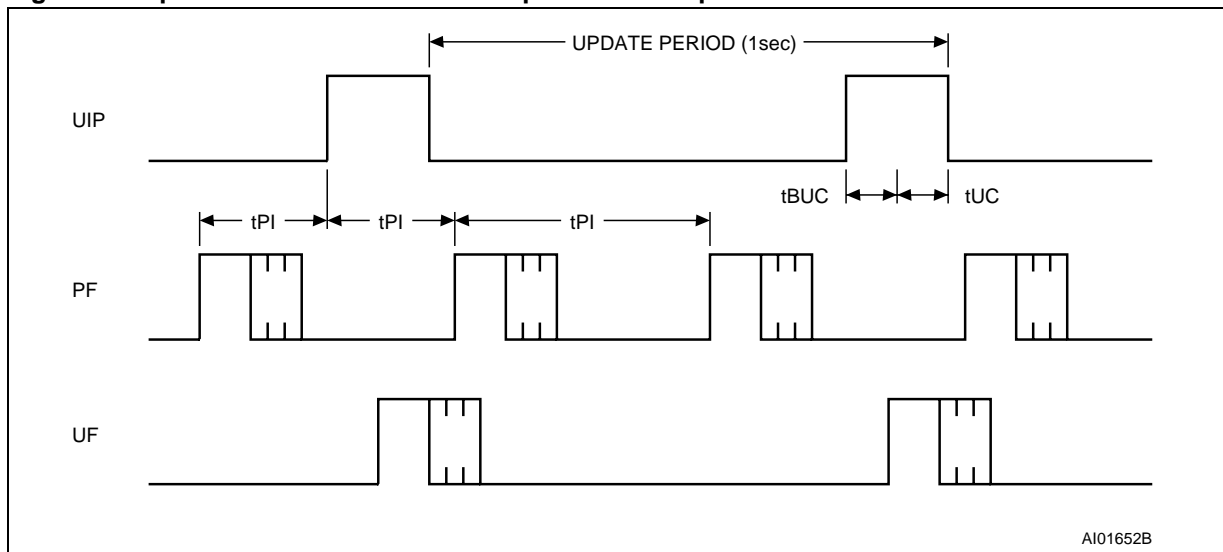 UPDATE PERIOD (1sec)
UIP
tBUC
tUC
tPI
tPI
tPI
PF
UF
AI01652B